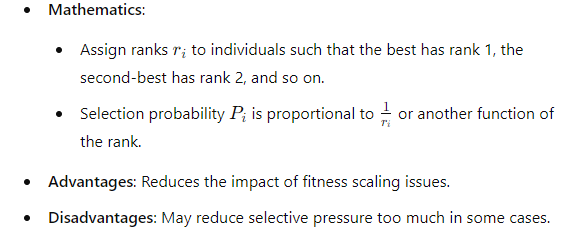 • Mathematics:
• Assign ranks $r_i$ to individuals such that the best has rank 1, the
second-best has rank 2, and so on.
• Selection probability $P_i$ is proportional to $\frac{1}{r_i}$ or another function of
the rank.
• Advantages: Reduces the impact of fitness scaling issues.
• Disadvantages: May reduce selective pressure too much in some cases.